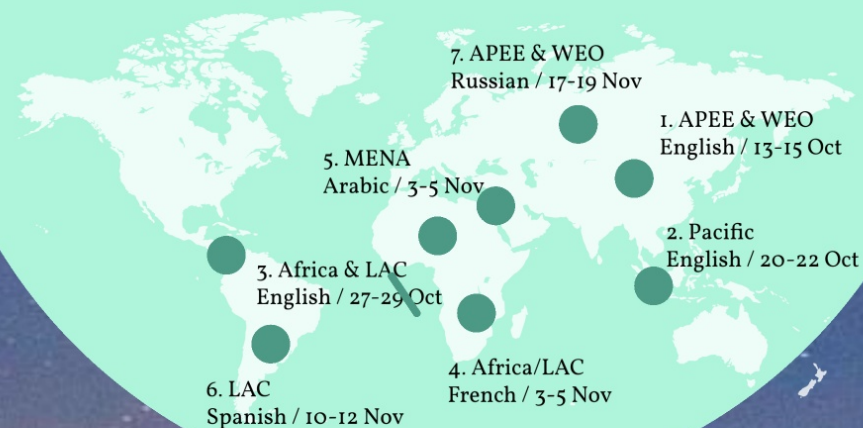 7. APEE & WEO
Russian / 17-19 Nov
1. APEE & WEO
English / 13-15 Oct
5. MENA
Arabic / 3-5 Nov
2. Pacific
English / 20-22 Oct
3. Africa & LAC
English / 27-29 Oct
4. Africa/LAC
French / 3-5 Nov
6. LAC
Spanish / 10-12 Nov